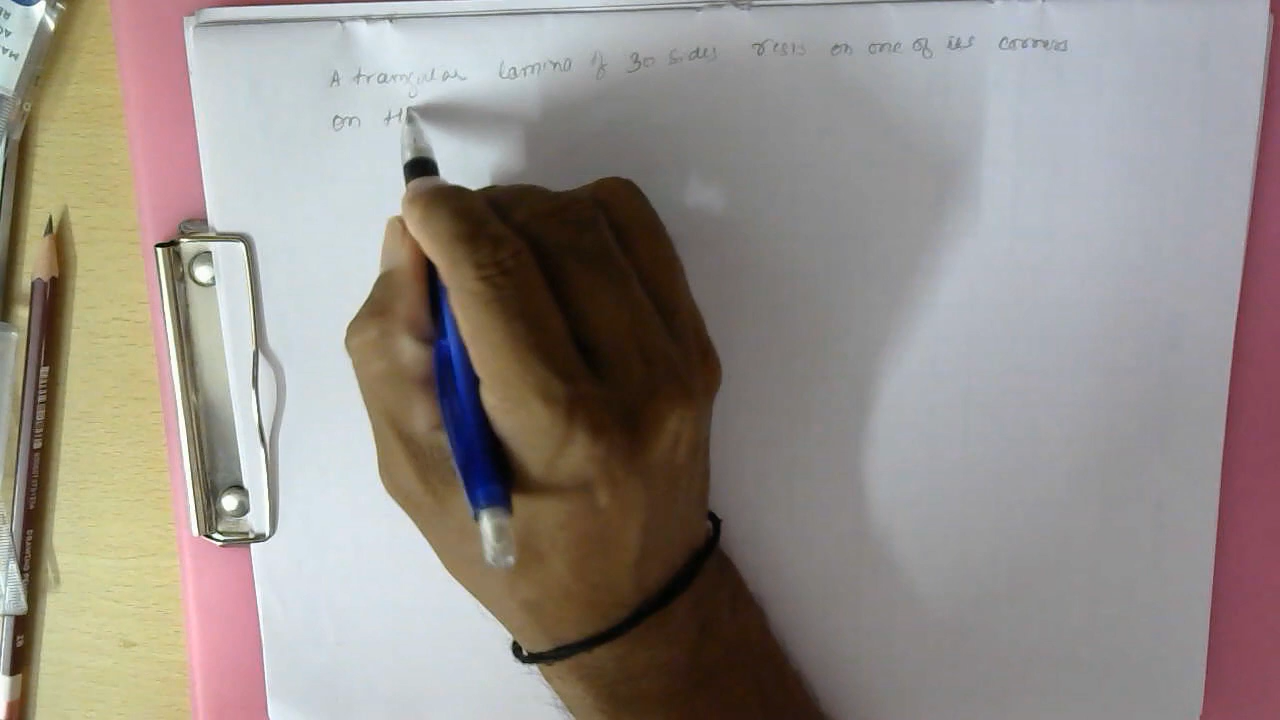 A triangular Lamina of 30 sides rests on one of its corners
on H